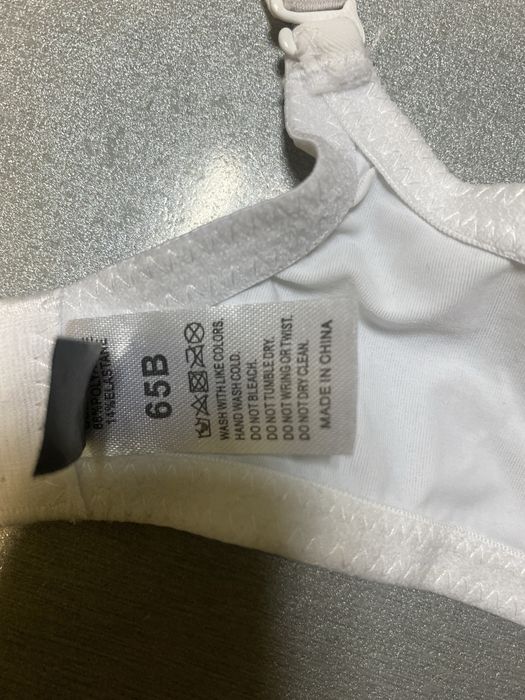 14% ELASTANE
65B
WASH WITH LIKE COLORS.
HAND WASH COLD.
DO NOT BLEACH.
DO NOT TUMBLE DRY.
DO NOT WRING OR TWIST.
DO NOT DRY CLEAN.
MADE IN CHINA